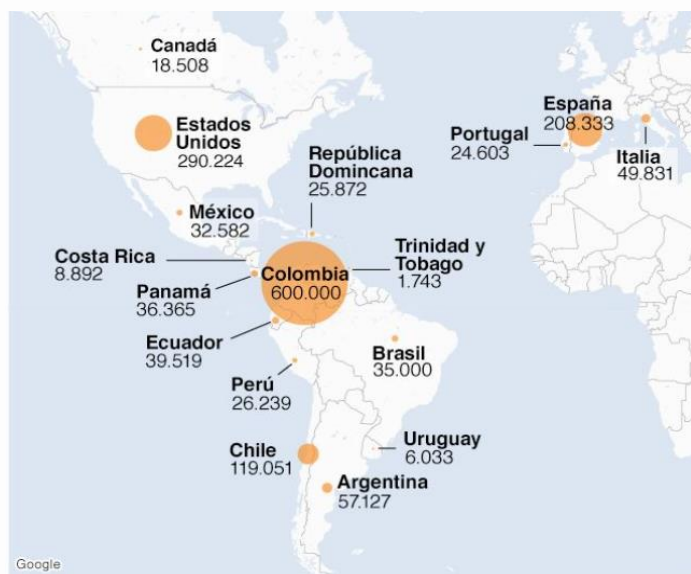 Canadá
18.508
Estados
Unidos
290.224
México
32.582
República
Domincana
25.872
Costa Rica
8.892
Panamá
36.365
Colombia
600.000
Trinidad y
Tobago
1.743
Ecuador
39.519
Perú
26.239
Brasil
35.000
Chile
119.051
Uruguay
6.033
Argentina
57.127
España
208.333
Portugal
24.603
Italia
49.831
Google